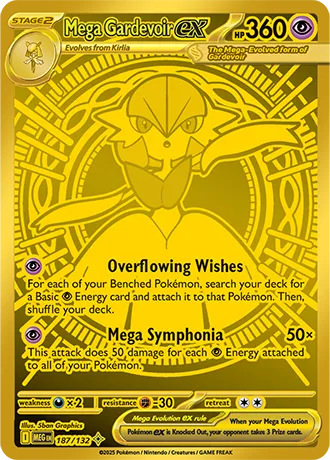 STAGE2 Mega Gardevoir ex HP360
Evolves from Kirlia
The Mega-Evolved form of
Gardevoir
Overflowing Wishes
For each of your Benched Pokémon, search your deck for
a Basic Energy card and attach it to that Pokémon. Then,
shuffle your deck.
Mega Symphonia 50×
This attack does 50 damage for each Energy attached
to all of your Pokémon.
weakness ×2 resistance -30 retreat
Mega Evolution ex rule
When your Mega Evolution
Pokémon ex is Knocked Out, your opponent takes 3 Prize cards.
Illus. 5ban Graphics
I MEG EN 187/132
©2025 Pokémon / Nintendo / Creatures / GAME FREAK